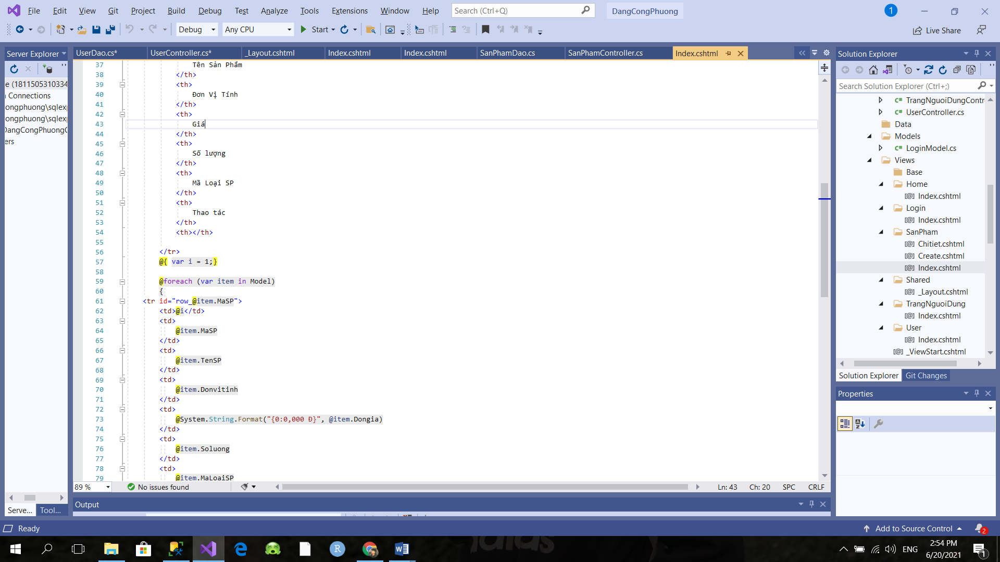 File Edit View Git Project Build Debug Test Analyze Tools Extensions Window Help Search (Ctrl+Q) DangCongPhuong 1
Debug Any CPU Start Live Share
Server Explorer
UserDao.cs* UserController.cs* _Layout.cshtml Index.cshtml Index.cshtml SanPhamDao.cs SanPhamController.cs Index.cshtml
e (1811505310334
Connections
ongphuong\sqlexp
ongphuong\sqlexp
DangCongPhuongC
ers
Serve... Tool...
37 Tên Sản Phẩm
38 </th>
39 <th>
40 Đơn Vị Tính
41 </th>
42 <th>
43 Giá
44 </th>
45 <th>
46 Số lượng
47 </th>
48 <th>
49 Mã Loại SP
50 </th>
51 <th>
52 Thao tác
53 </th>
54 <th></th>
55
56 </tr>
57 @{ var i = 1;}
58
59 @foreach (var item in Model)
60 {
61 <tr id="row_@item.MaSP">
62 <td>@i</td>
63 <td>
64 @item.MaSP
65 </td>
66 <td>
67 @item.TenSP
68 </td>
69 <td>
70 @item.Donvitinh
71 </td>
72 <td>
73 @System.String.Format("{0:0,000 Đ}", @item.Dongia)
74 </td>
75 <td>
76 @item.Soluong
77 </td>
78 <td>
79 @item.MaLoaiSP
89 % No issues found Ln: 43 Ch: 20 SPC CRLF
Output
Solution Explorer
Search Solution Explorer (Ctrl+;)
C# TrangNguoiDungContr
C# UserController.cs
Data
Models
C# LoginModel.cs
Views
Base
Home
[@] Index.cshtml
Login
[@] Index.cshtml
SanPham
[@] Chitiet.cshtml
[@] Create.cshtml
[@] Index.cshtml
Shared
[@] _Layout.cshtml
TrangNguoiDung
[@] Index.cshtml
User
[@] Index.cshtml
[@] _ViewStart.cshtml
Solution Explorer Git Changes
Properties
Ready Add to Source Control 2
ENG 2:54 PM
6/20/2021 1